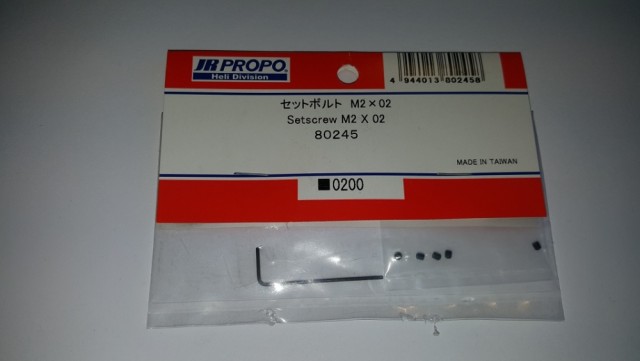 JR PROPO
Heli Division
4 944013 802458
セットボルト M2×02
Setscrew M2 X 02
80245
MADE IN TAIWAN
■0200